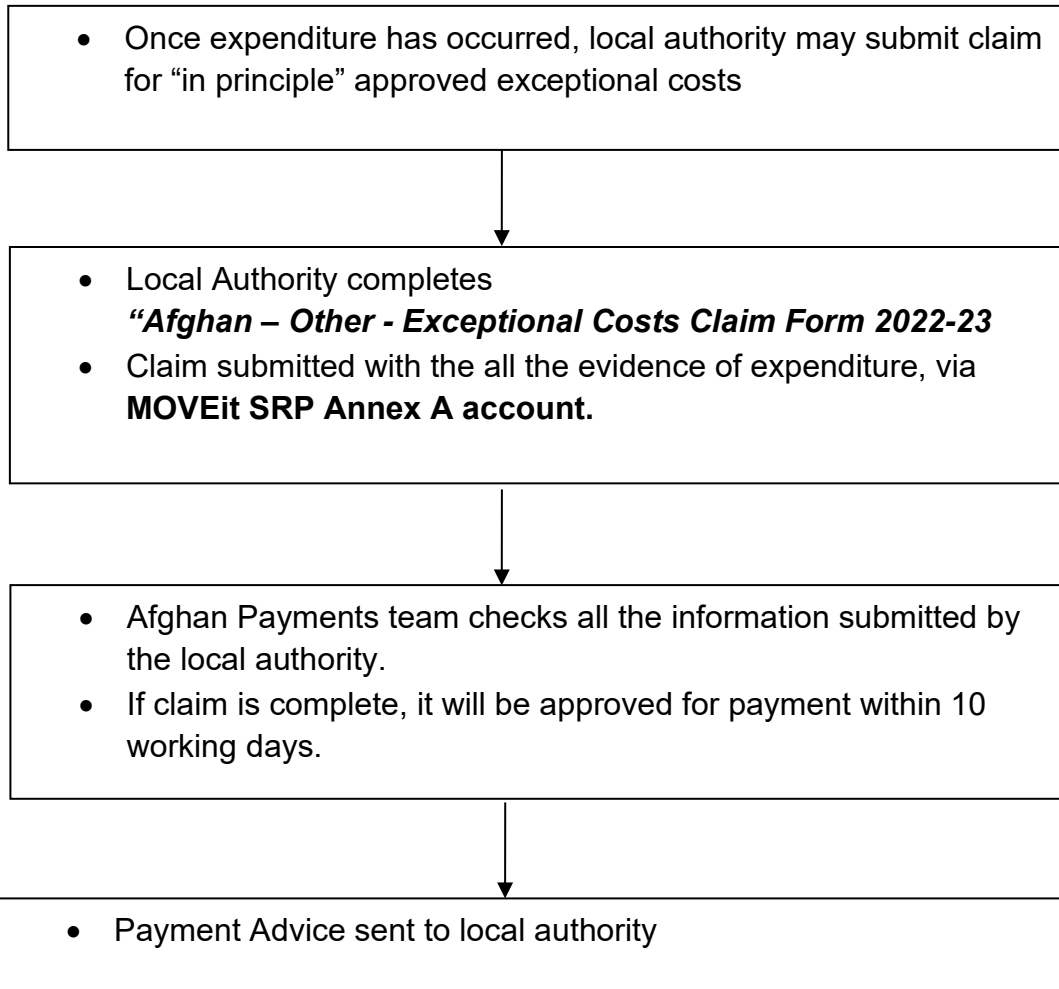 • Once expenditure has occurred, local authority may submit claim
for “in principle” approved exceptional costs
• Local Authority completes
“Afghan – Other - Exceptional Costs Claim Form 2022-23
• Claim submitted with the all the evidence of expenditure, via
MOVEit SRP Annex A account.
• Afghan Payments team checks all the information submitted by
the local authority.
• If claim is complete, it will be approved for payment within 10
working days.
• Payment Advice sent to local authority